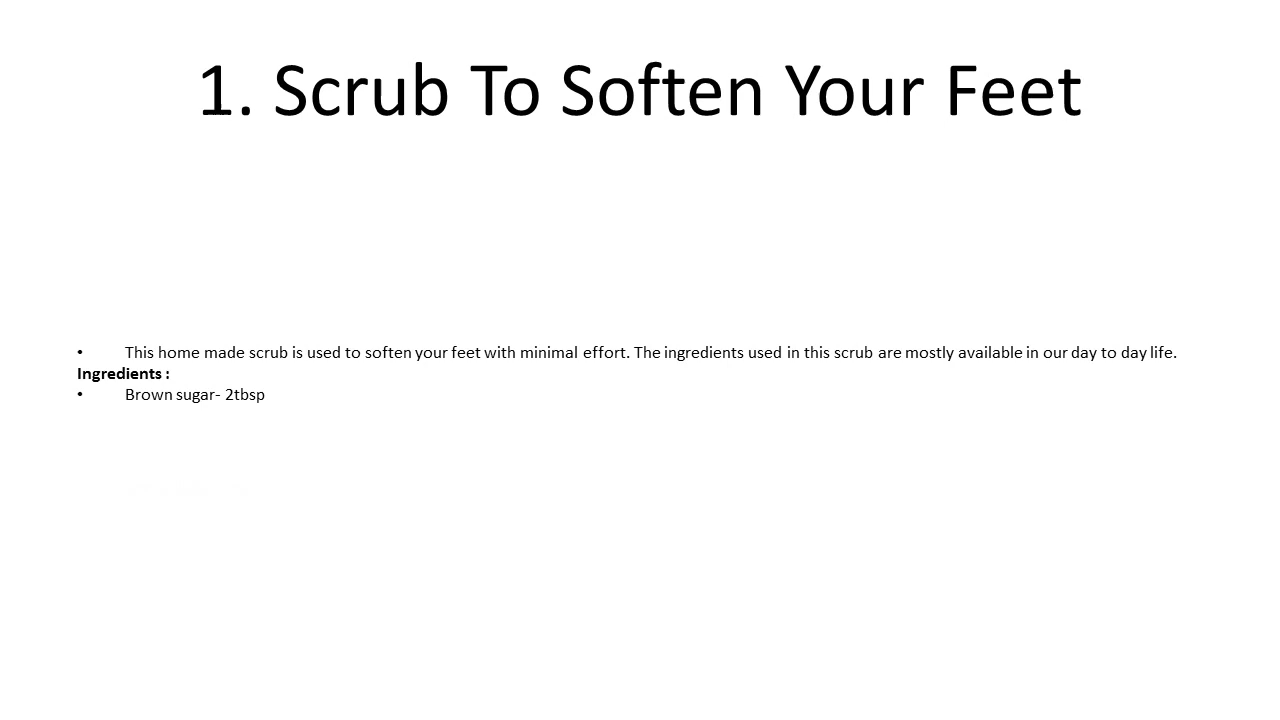 1. Scrub To Soften Your Feet
• This home made scrub is used to soften your feet with minimal effort. The ingredients used in this scrub are mostly available in our day to day life.
Ingredients :
• Brown sugar- 2tbsp